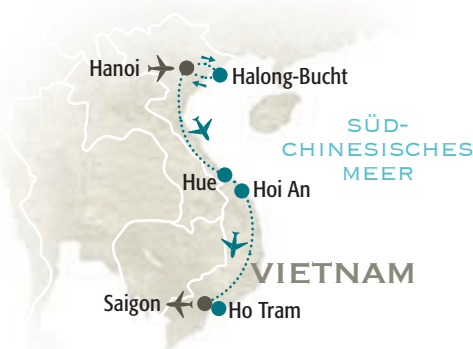 Hanoi
Halong-Bucht
SÜD-
CHINESISCHES
MEER
Hue
Hoi An
VIETNAM
Saigon
Ho Tram